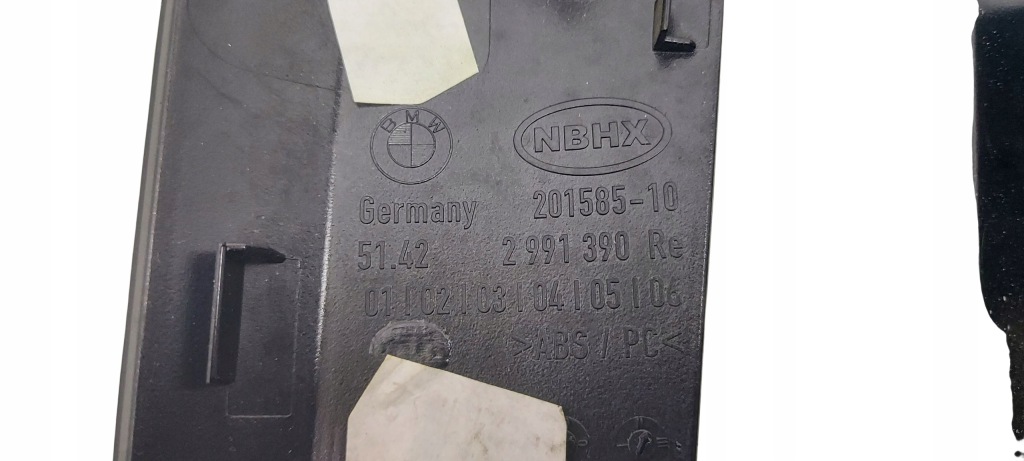 BMW
NBHX
Germany 201585-10
51.42 2 991 390 Re
01 | 02 | 03 | 04 | 05 | 06
>ABS / PC<